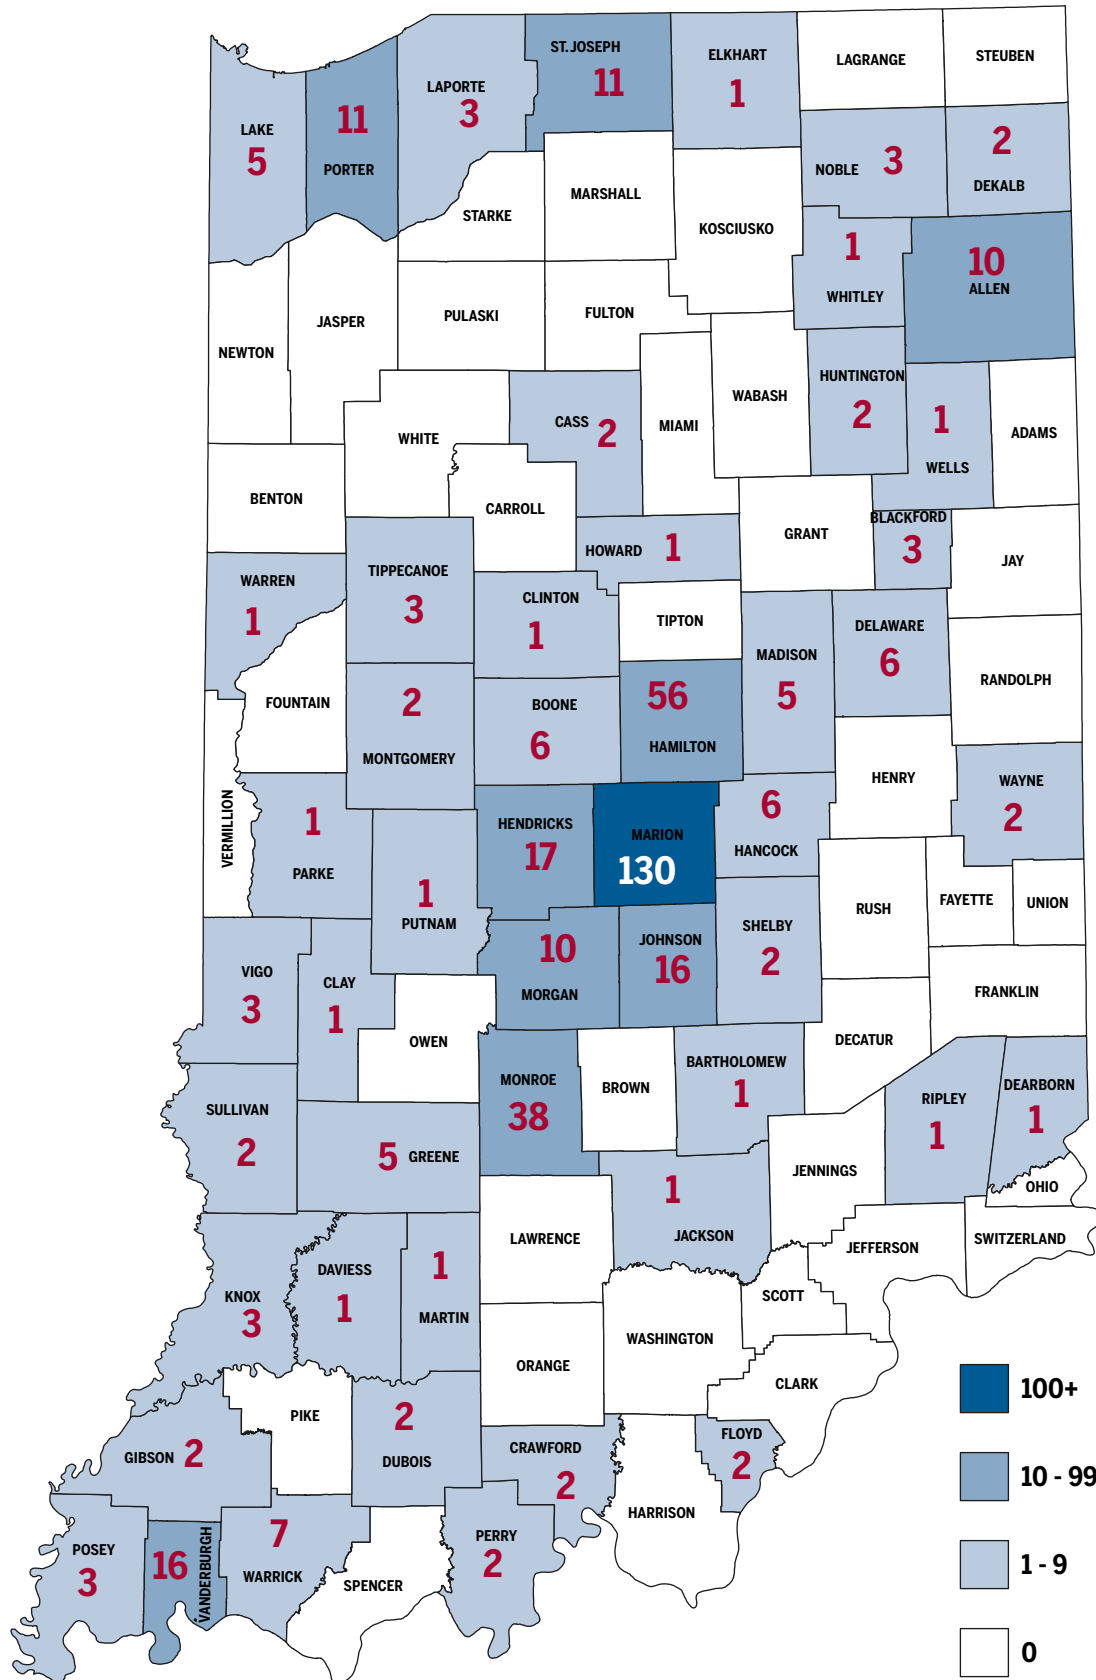 ST. JOSEPH
11
ELKHART
1
LAGRANGE
STEUBEN
LAPORTE
3
LAKE
5
11
PORTER
NOBLE 3
2
DEKALB
MARSHALL
STARKE
KOSCIUSKO
1
WHITLEY
10
ALLEN
JASPER
PULASKI
FULTON
NEWTON
HUNTINGTON
2
WABASH
1
WELLS
ADAMS
CASS 2
MIAMI
WHITE
BENTON
CARROLL
GRANT
BLACKFORD
3
JAY
HOWARD 1
WARREN
1
TIPPECANOE
3
CLINTON
1
TIPTON
MADISON
5
DELAWARE
6
RANDOLPH
FOUNTAIN
2
MONTGOMERY
BOONE
6
56
HAMILTON
HENRY
WAYNE
2
VERMILLION
1
PARKE
HENDRICKS
17
MARION
130
6
HANCOCK
1
PUTNAM
RUSH
FAYETTE
UNION
10
MORGAN
JOHNSON
16
SHELBY
2
VIGO
3
CLAY
1
FRANKLIN
OWEN
DECATUR
MONROE
38
BROWN
BARTHOLOMEW
1
RIPLEY
1
DEARBORN
1
SULLIVAN
2
5 GREENE
JENNINGS
OHIO
1
JACKSON
LAWRENCE
JEFFERSON
SWITZERLAND
KNOX
3
DAVIESS
1
1
MARTIN
SCOTT
WASHINGTON
ORANGE
CLARK
100+
PIKE
2
DUBOIS
GIBSON 2
CRAWFORD
2
FLOYD
2
10 - 99
HARRISON
POSEY
3
16
VANDERBURGH
7
WARRICK
PERRY
2
1 - 9
SPENCER
0